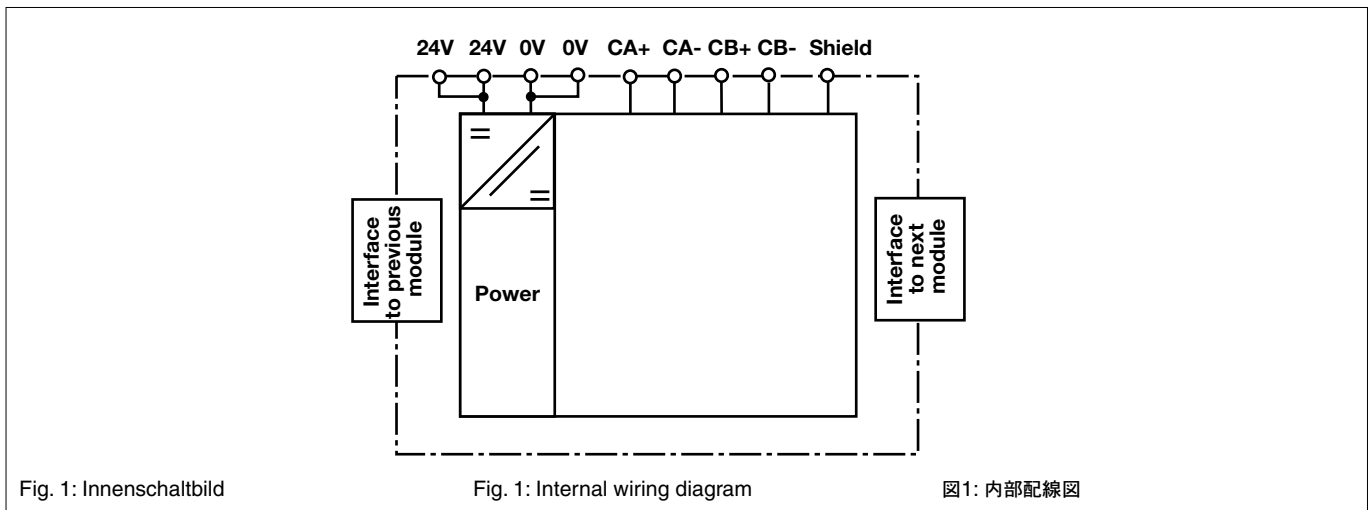 24V 24V 0V 0V CA+ CA- CB+ CB- Shield
Interface
to previous
module
Power
Interface
to next
module
Fig. 1: Innenschaltbild
Fig. 1: Internal wiring diagram
図1: 内部配線図